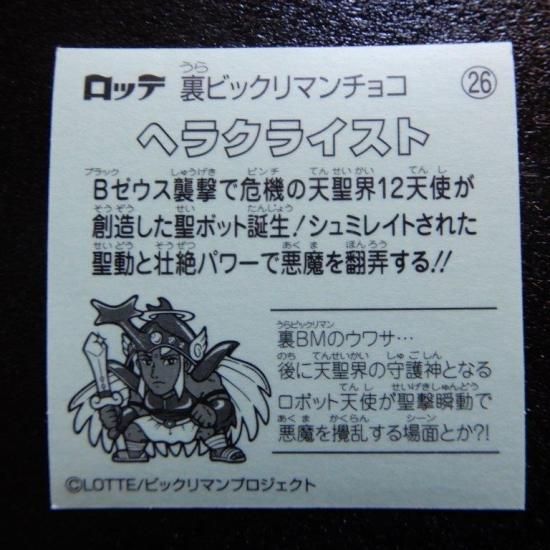 ロッテ 裏ビックリマンチョコ 26
ヘラクライスト
Bゼウス襲撃で危機の天聖界12天使が
創造した聖ボット誕生!シュミレイトされた
聖動と壮絶パワーで悪魔を翻弄する!!
裏BMのウワサ…
後に天聖界の守護神となる
ロボット天使が聖撃瞬動で
悪魔を攪乱する場面とか?!
©LOTTE/ビックリマンプロジェクト